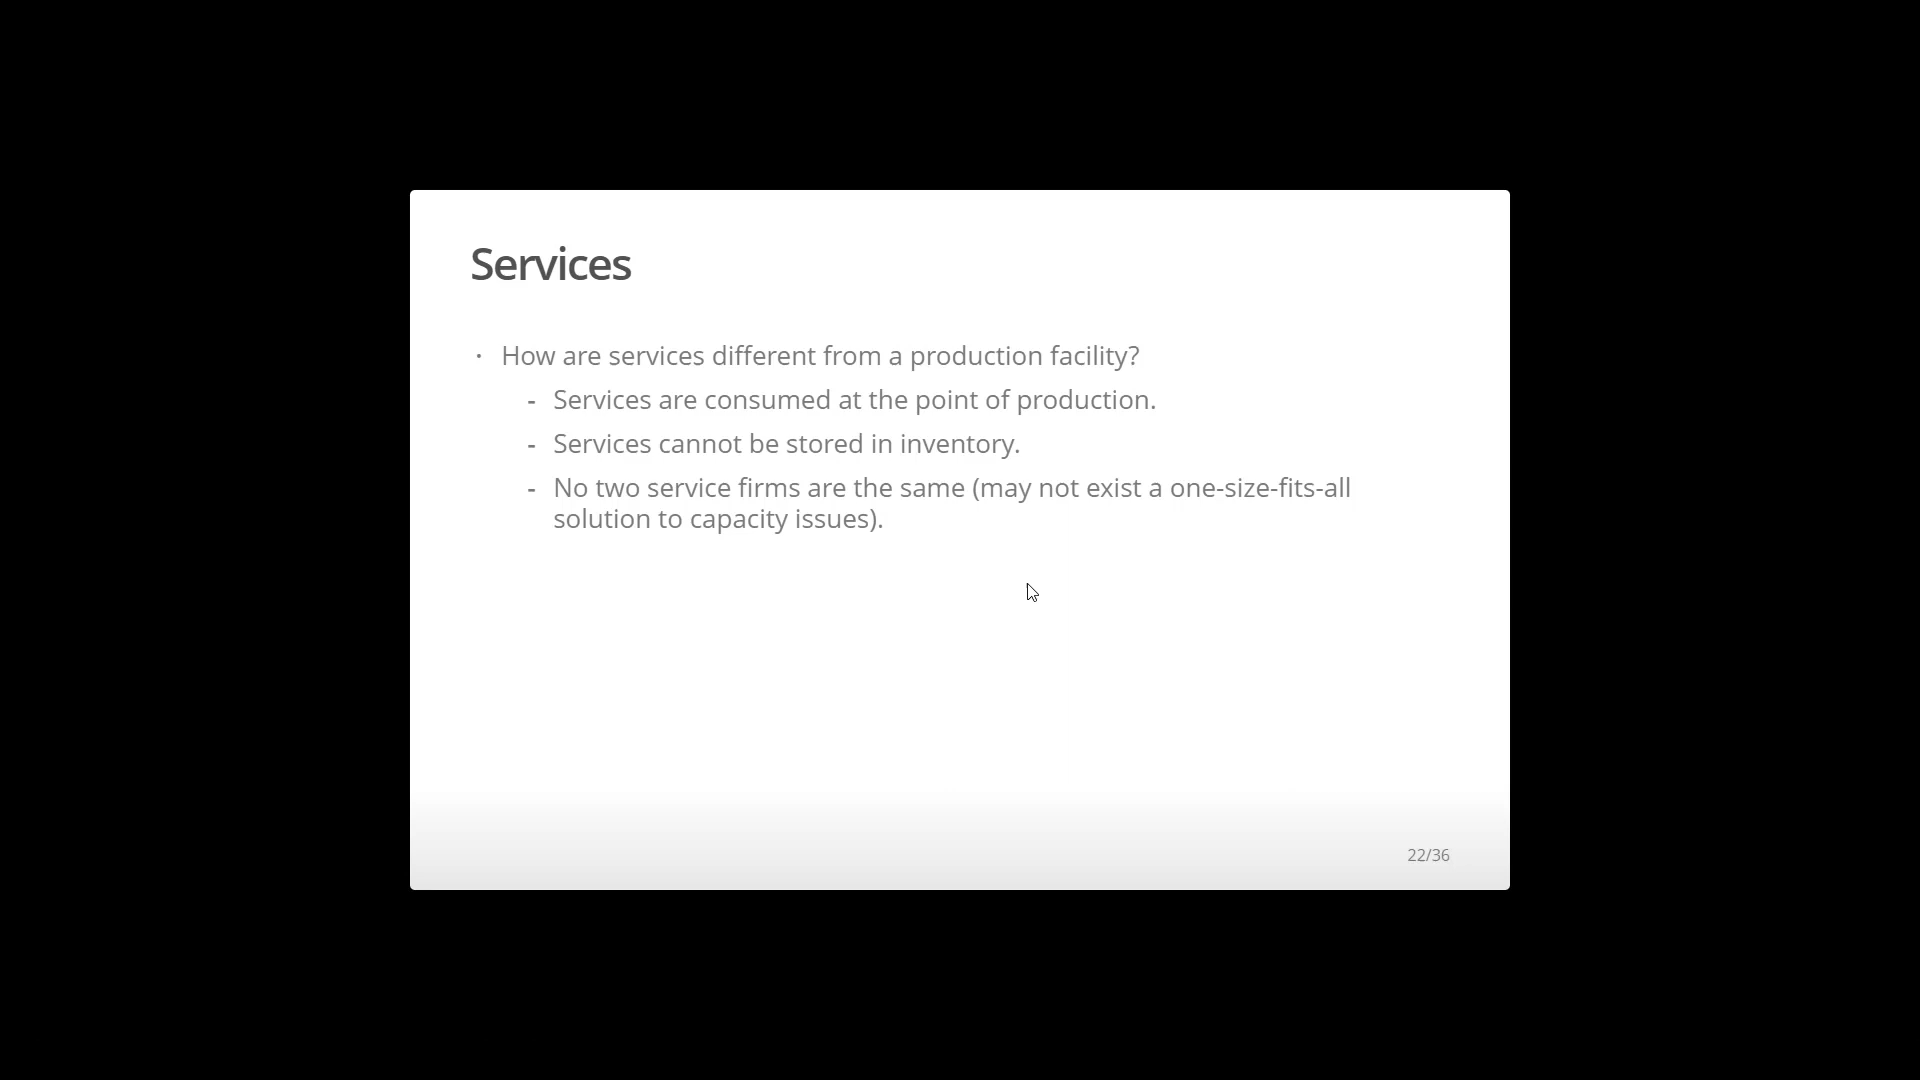 Services
· How are services different from a production facility?
- Services are consumed at the point of production.
- Services cannot be stored in inventory.
- No two service firms are the same (may not exist a one-size-fits-all
solution to capacity issues).
22/36